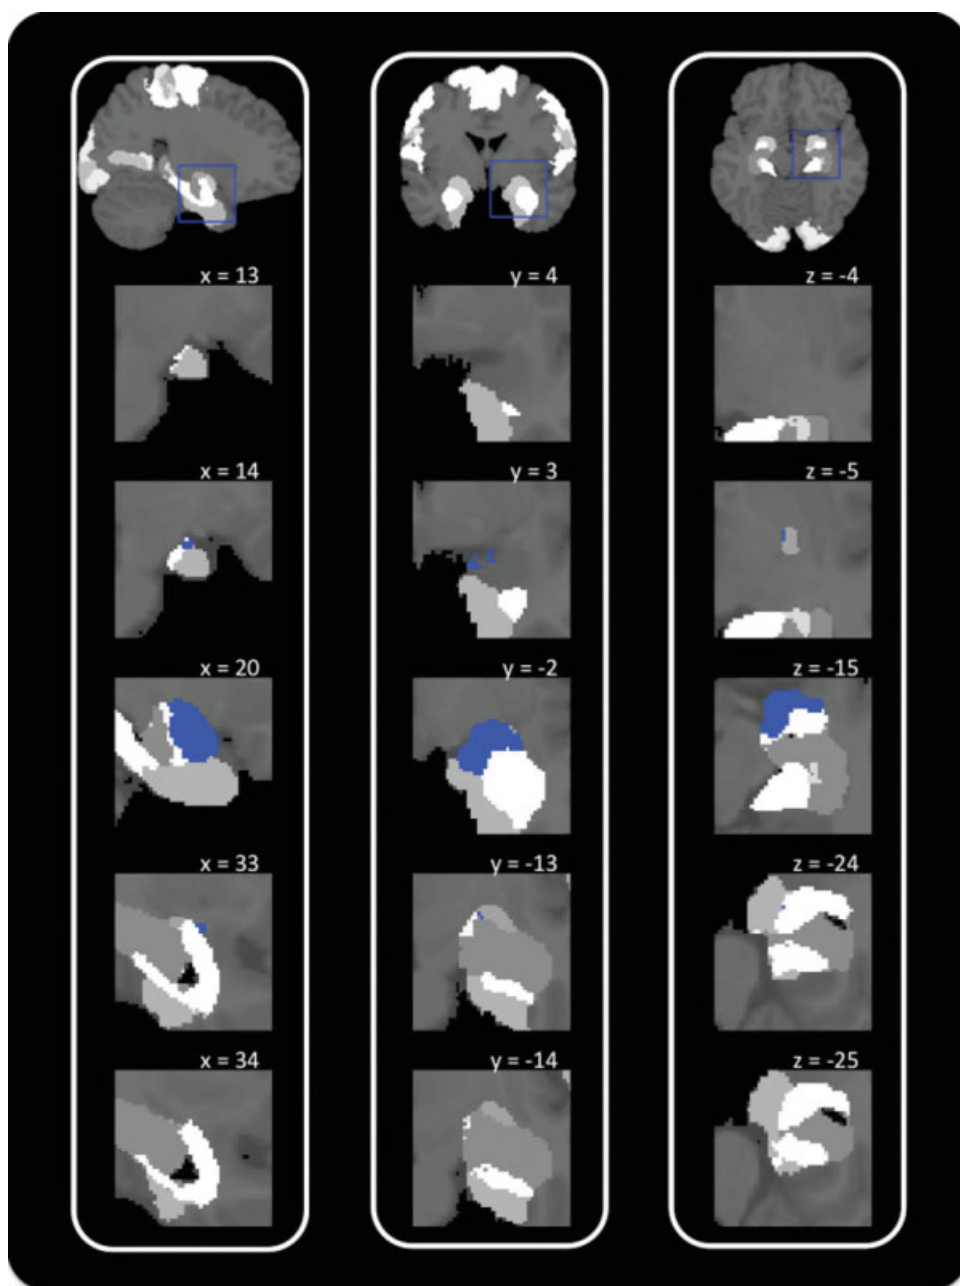 x = 13
y = 4
z = -4
x = 14
y = 3
z = -5
x = 20
y = -2
z = -15
x = 33
y = -13
z = -24
x = 34
y = -14
z = -25